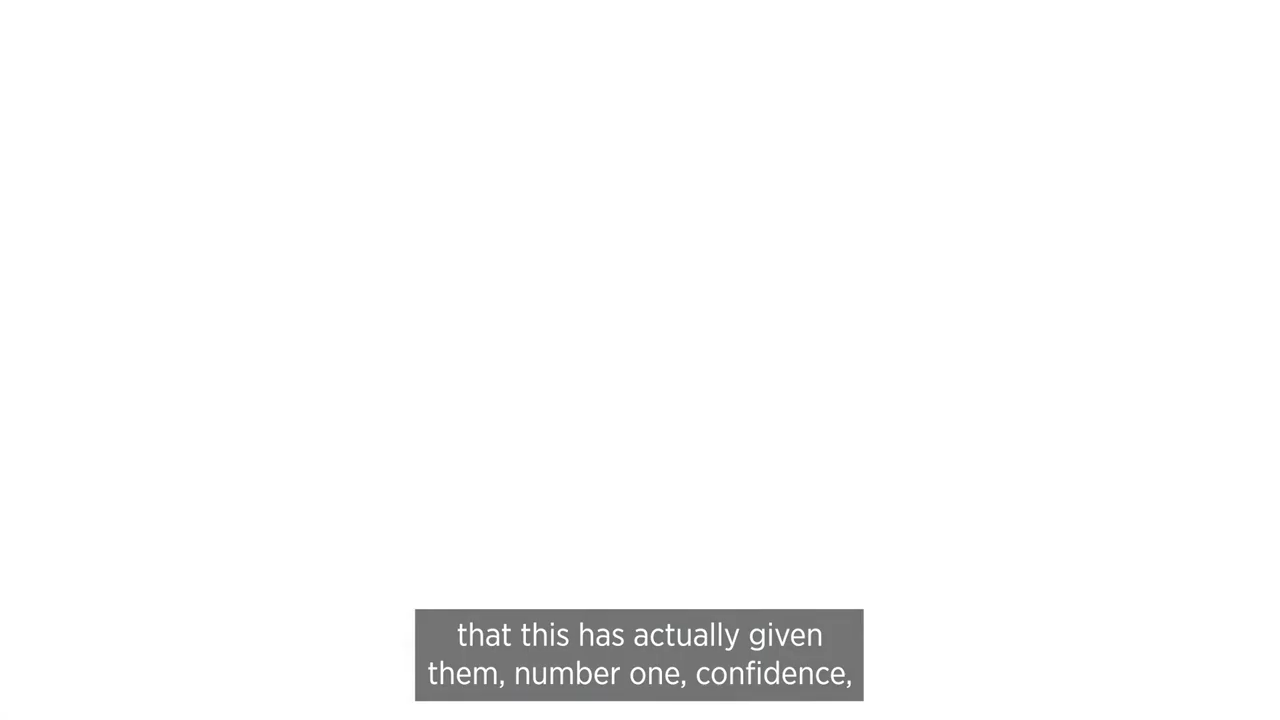 that this has actually given
them, number one, confidence,